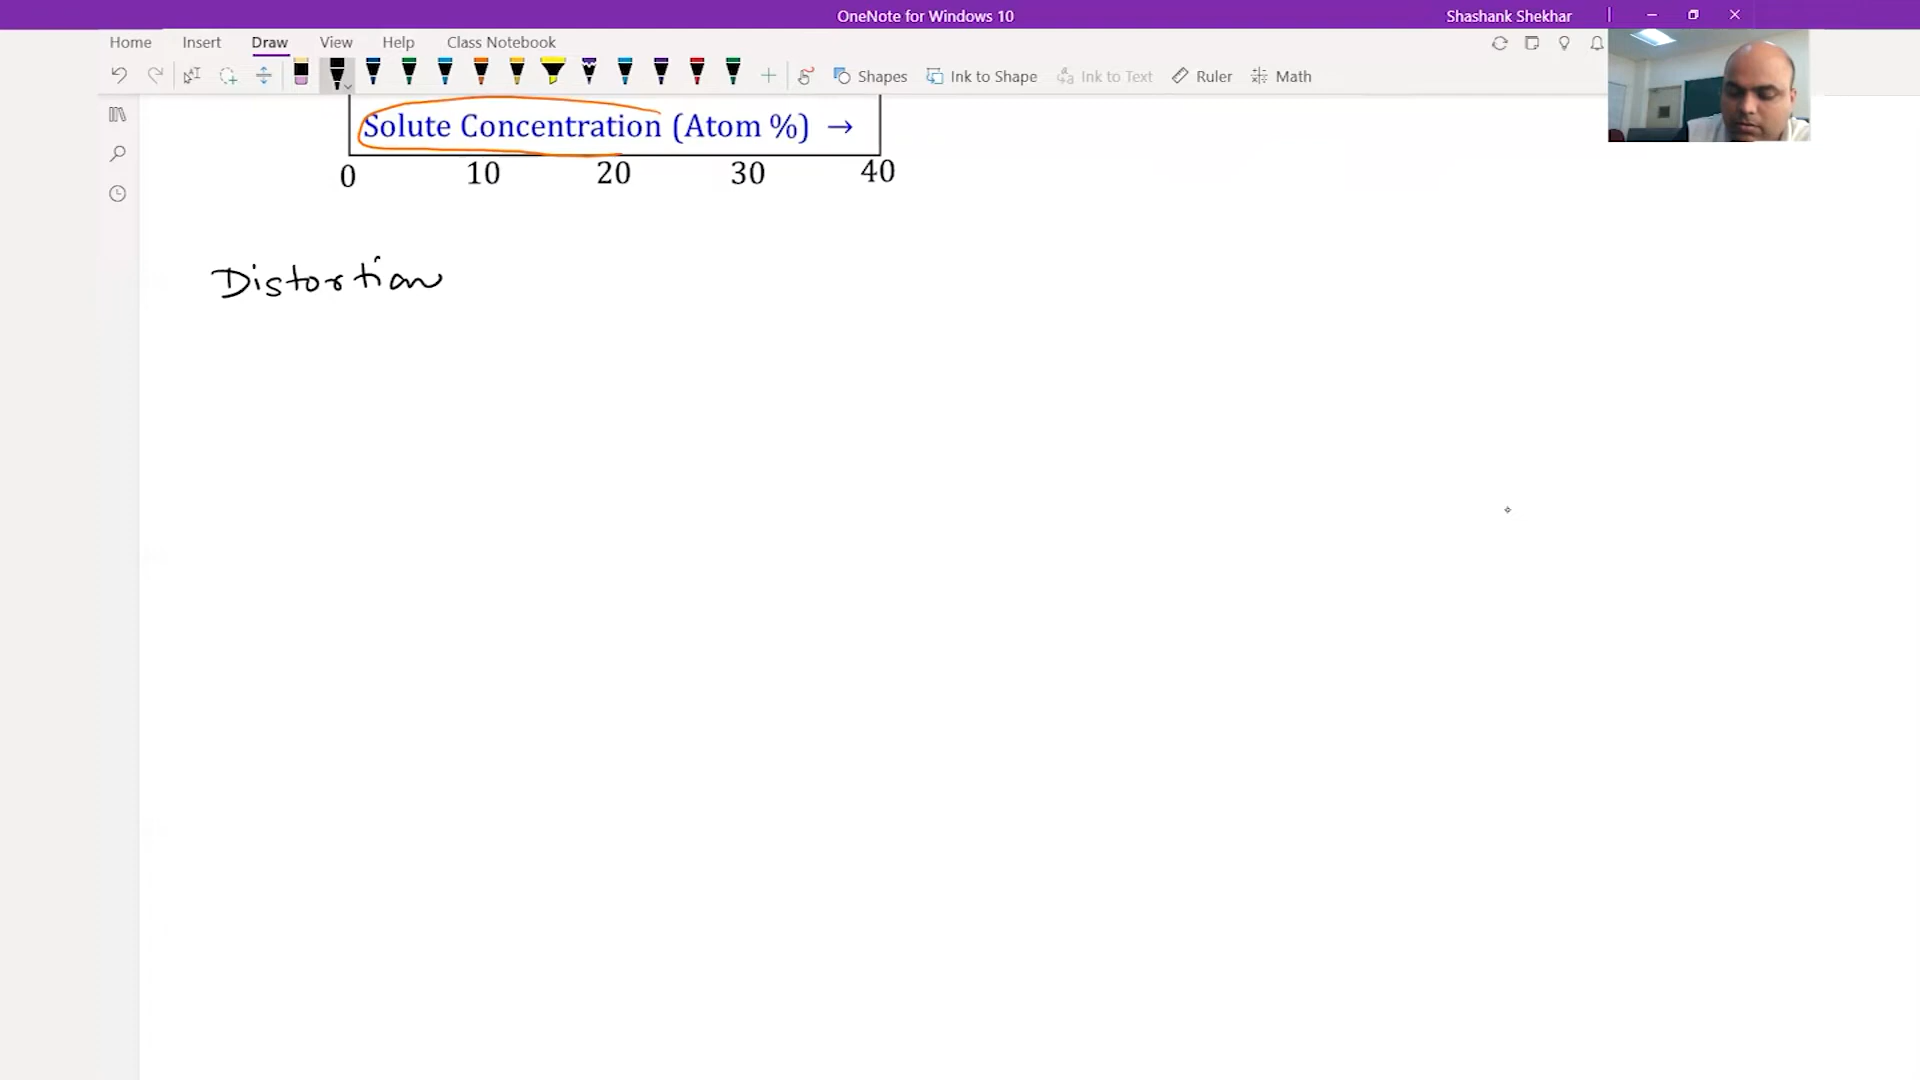 OneNote for Windows 10
Shashank Shekhar
Home Insert Draw View Help Class Notebook
Shapes Ink to Shape Ink to Text Ruler Math
Solute Concentration (Atom %) →
0 10 20 30 40
Distortion